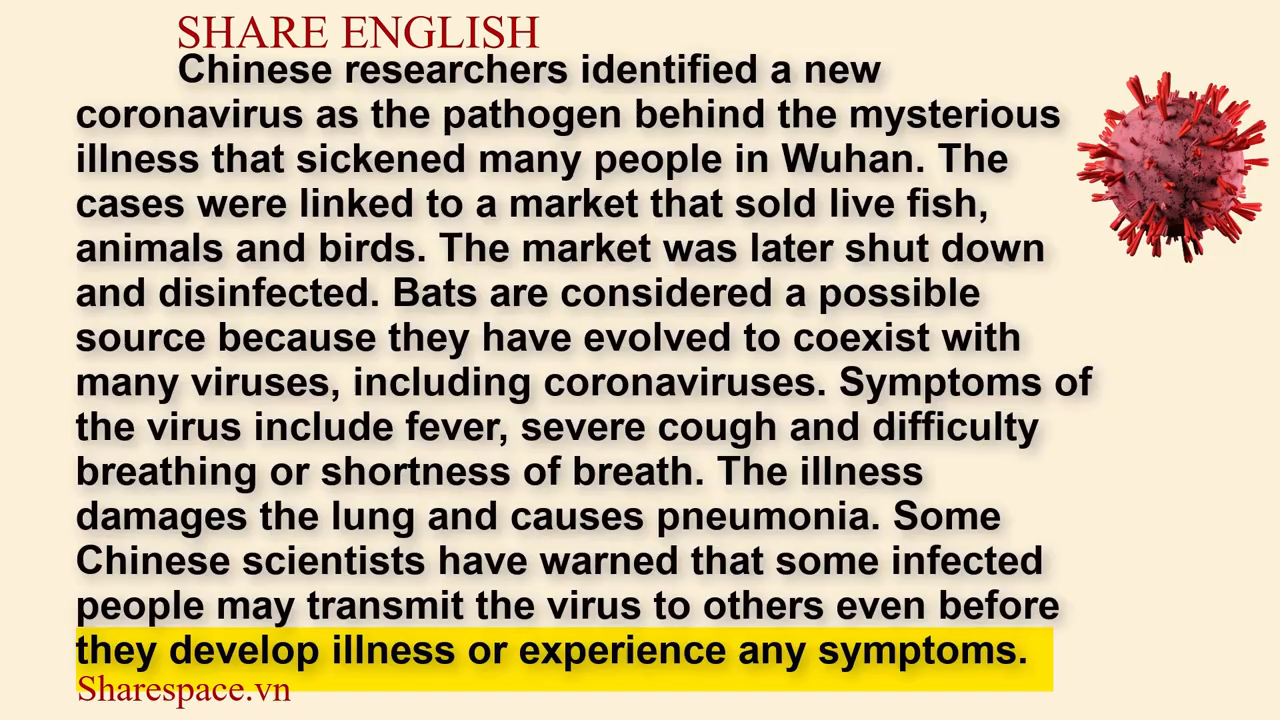 SHARE ENGLISH
Chinese researchers identified a new
coronavirus as the pathogen behind the mysterious
illness that sickened many people in Wuhan. The
cases were linked to a market that sold live fish,
animals and birds. The market was later shut down
and disinfected. Bats are considered a possible
source because they have evolved to coexist with
many viruses, including coronaviruses. Symptoms of
the virus include fever, severe cough and difficulty
breathing or shortness of breath. The illness
damages the lung and causes pneumonia. Some
Chinese scientists have warned that some infected
people may transmit the virus to others even before
they develop illness or experience any symptoms.
Sharespace.vn